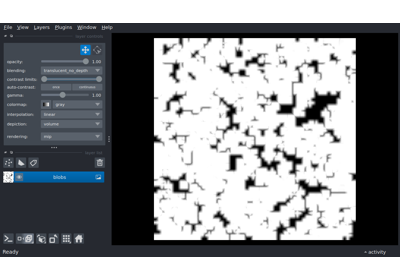 File View Layers Plugins Window Help
opacity: 1.00
blending: translucent_no_depth
contrast limits:
auto-contrast: once continuous
gamma: 1.00
colormap: gray
interpolation: linear
depiction: volume
rendering: mip
blobs
Ready
activity